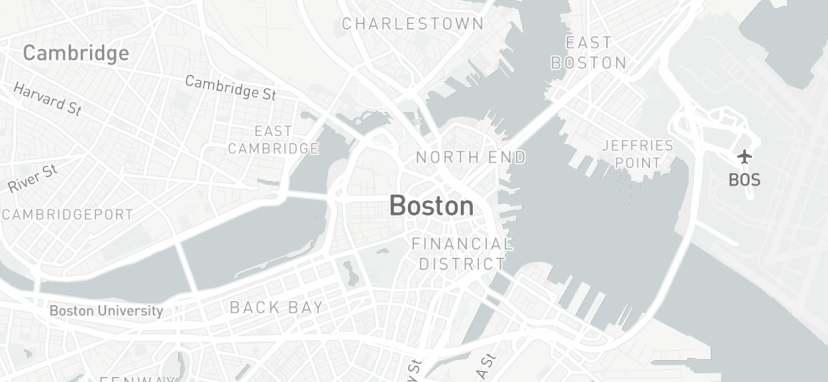 CHARLESTOWN
EAST
BOSTON
Cambridge
Cambridge St
Harvard St
EAST
CAMBRIDGE
JEFFRIES
POINT
NORTH END
River St
BOS
Boston
CAMBRIDGEPORT
FINANCIAL
DISTRICT
BACK BAY
Boston University
y St
A St
FENWAY